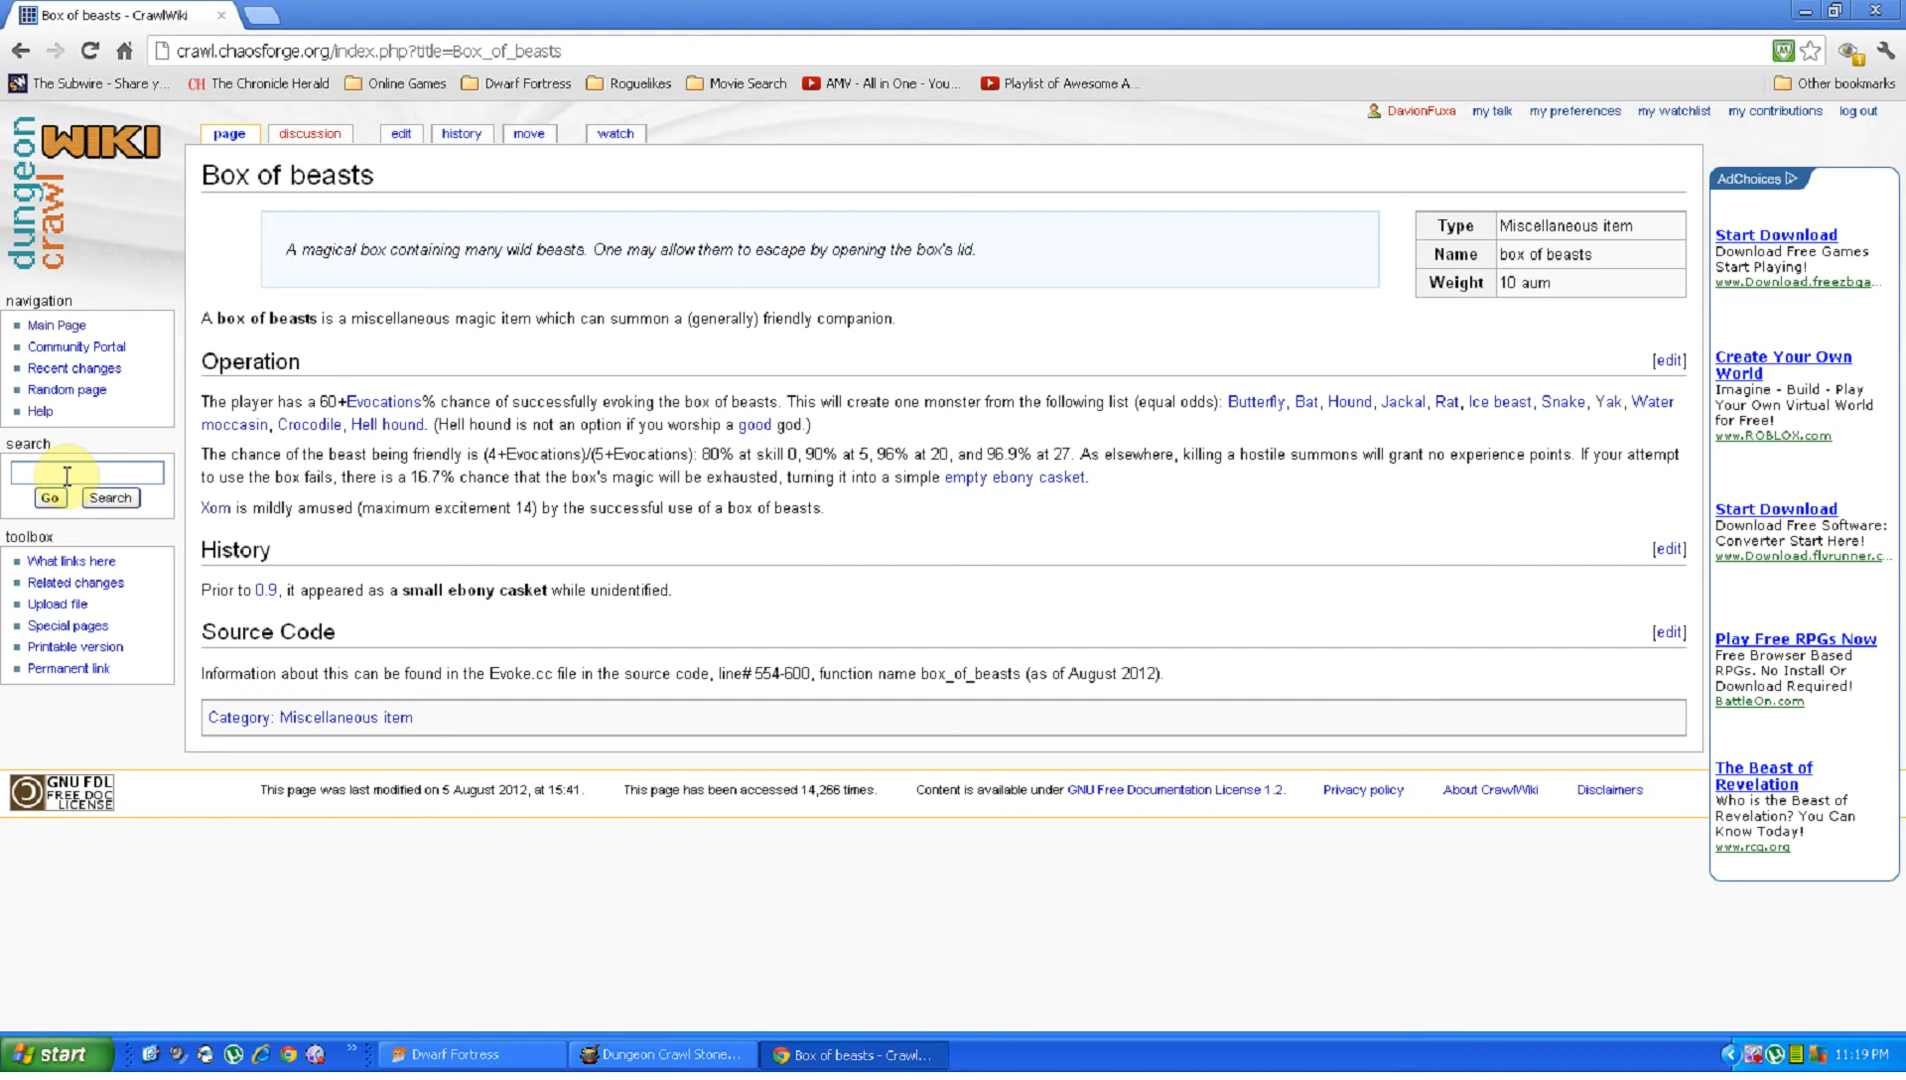 Box of beasts - CrawlWiki
crawl.chaosforge.org/index.php?title=Box_of_beasts
The Subwire - Share y... CH The Chronicle Herald Online Games Dwarf Fortress Roguelikes Movie Search AMV - All in One - You... Playlist of Awesome A... Other bookmarks
DavionFuxa my talk my preferences my watchlist my contributions log out
dungeon crawl WIKI
page discussion edit history move watch
Box of beasts
A magical box containing many wild beasts. One may allow them to escape by opening the box's lid.
Type Miscellaneous item
Name box of beasts
Weight 10 aum
A box of beasts is a miscellaneous magic item which can summon a (generally) friendly companion.
Operation [edit]
The player has a 60+Evocations% chance of successfully evoking the box of beasts. This will create one monster from the following list (equal odds): Butterfly, Bat, Hound, Jackal, Rat, Ice beast, Snake, Yak, Water
moccasin, Crocodile, Hell hound. (Hell hound is not an option if you worship a good god.)
The chance of the beast being friendly is (4+Evocations)/(5+Evocations): 80% at skill 0, 90% at 5, 96% at 20, and 96.9% at 27. As elsewhere, killing a hostile summons will grant no experience points. If your attempt
to use the box fails, there is a 16.7% chance that the box's magic will be exhausted, turning it into a simple empty ebony casket.
Xom is mildly amused (maximum excitement 14) by the successful use of a box of beasts.
History [edit]
Prior to 0.9, it appeared as a small ebony casket while unidentified.
Source Code [edit]
Information about this can be found in the Evoke.cc file in the source code, line# 554-600, function name box_of_beasts (as of August 2012).
Category: Miscellaneous item
navigation
Main Page
Community Portal
Recent changes
Random page
Help
search
Go Search
toolbox
What links here
Related changes
Upload file
Special pages
Printable version
Permanent link
AdChoices
Start Download
Download Free Games
Start Playing!
www.Download.freezbga...
Create Your Own
World
Imagine - Build - Play
Your Own Virtual World
for Free!
www.ROBLOX.com
Start Download
Download Free Software:
Converter Start Here!
www.Download.flvrunner.c...
Play Free RPGs Now
Free Browser Based
RPGs. No Install Or
Download Required!
BattleOn.com
The Beast of
Revelation
Who is the Beast of
Revelation? You Can
Know Today!
www.rcg.org
GNU FDL
FREE DOC
LICENSE
This page was last modified on 5 August 2012, at 15:41. This page has been accessed 14,266 times. Content is available under GNU Free Documentation License 1.2. Privacy policy About CrawlWiki Disclaimers
start Dwarf Fortress Dungeon Crawl Stone... Box of beasts - Crawl... 11:19 PM